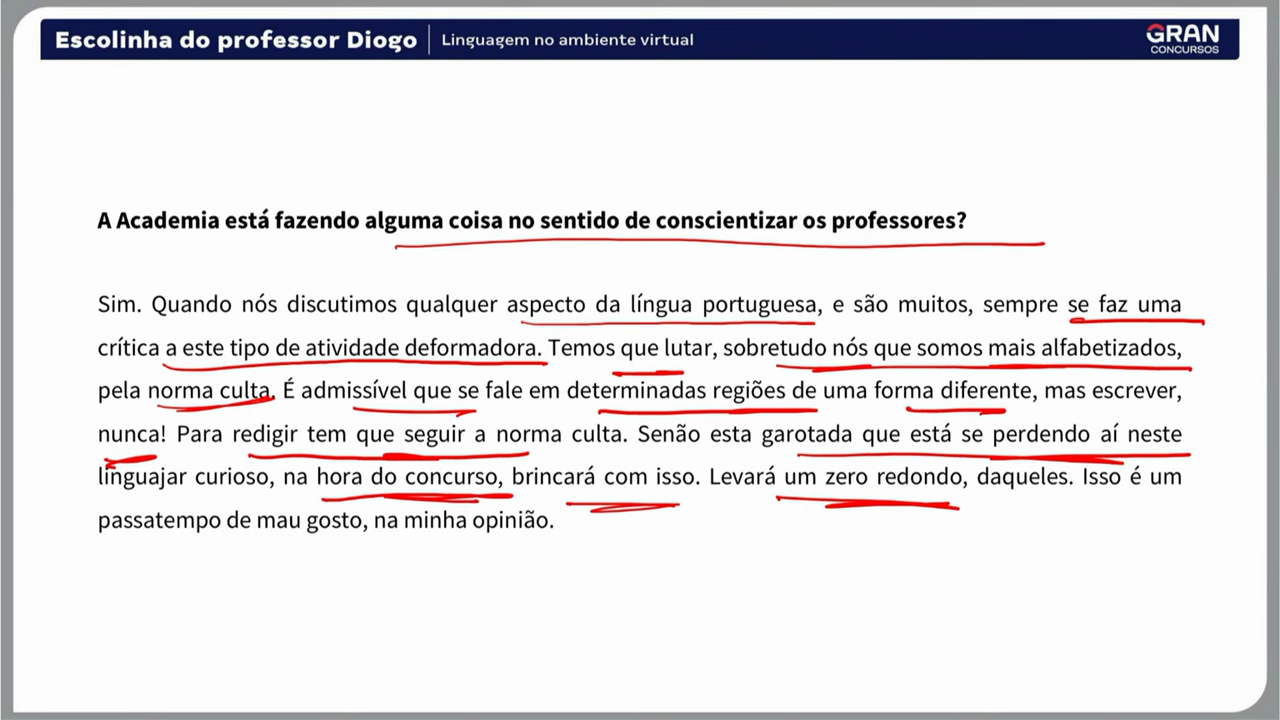 Escolinha do professor Diogo Linguagem no ambiente virtual GRAN
CONCURSOS
A Academia está fazendo alguma coisa no sentido de conscientizar os professores?
Sim. Quando nós discutimos qualquer aspecto da língua portuguesa, e são muitos, sempre se faz uma
crítica a este tipo de atividade deformadora. Temos que lutar, sobretudo nós que somos mais alfabetizados,
pela norma culta. É admissível que se fale em determinadas regiões de uma forma diferente, mas escrever,
nunca! Para redigir tem que seguir a norma culta. Senão esta garotada que está se perdendo aí neste
linguajar curioso, na hora do concurso, brincará com isso. Levará um zero redondo, daqueles. Isso é um
passatempo de mau gosto, na minha opinião.